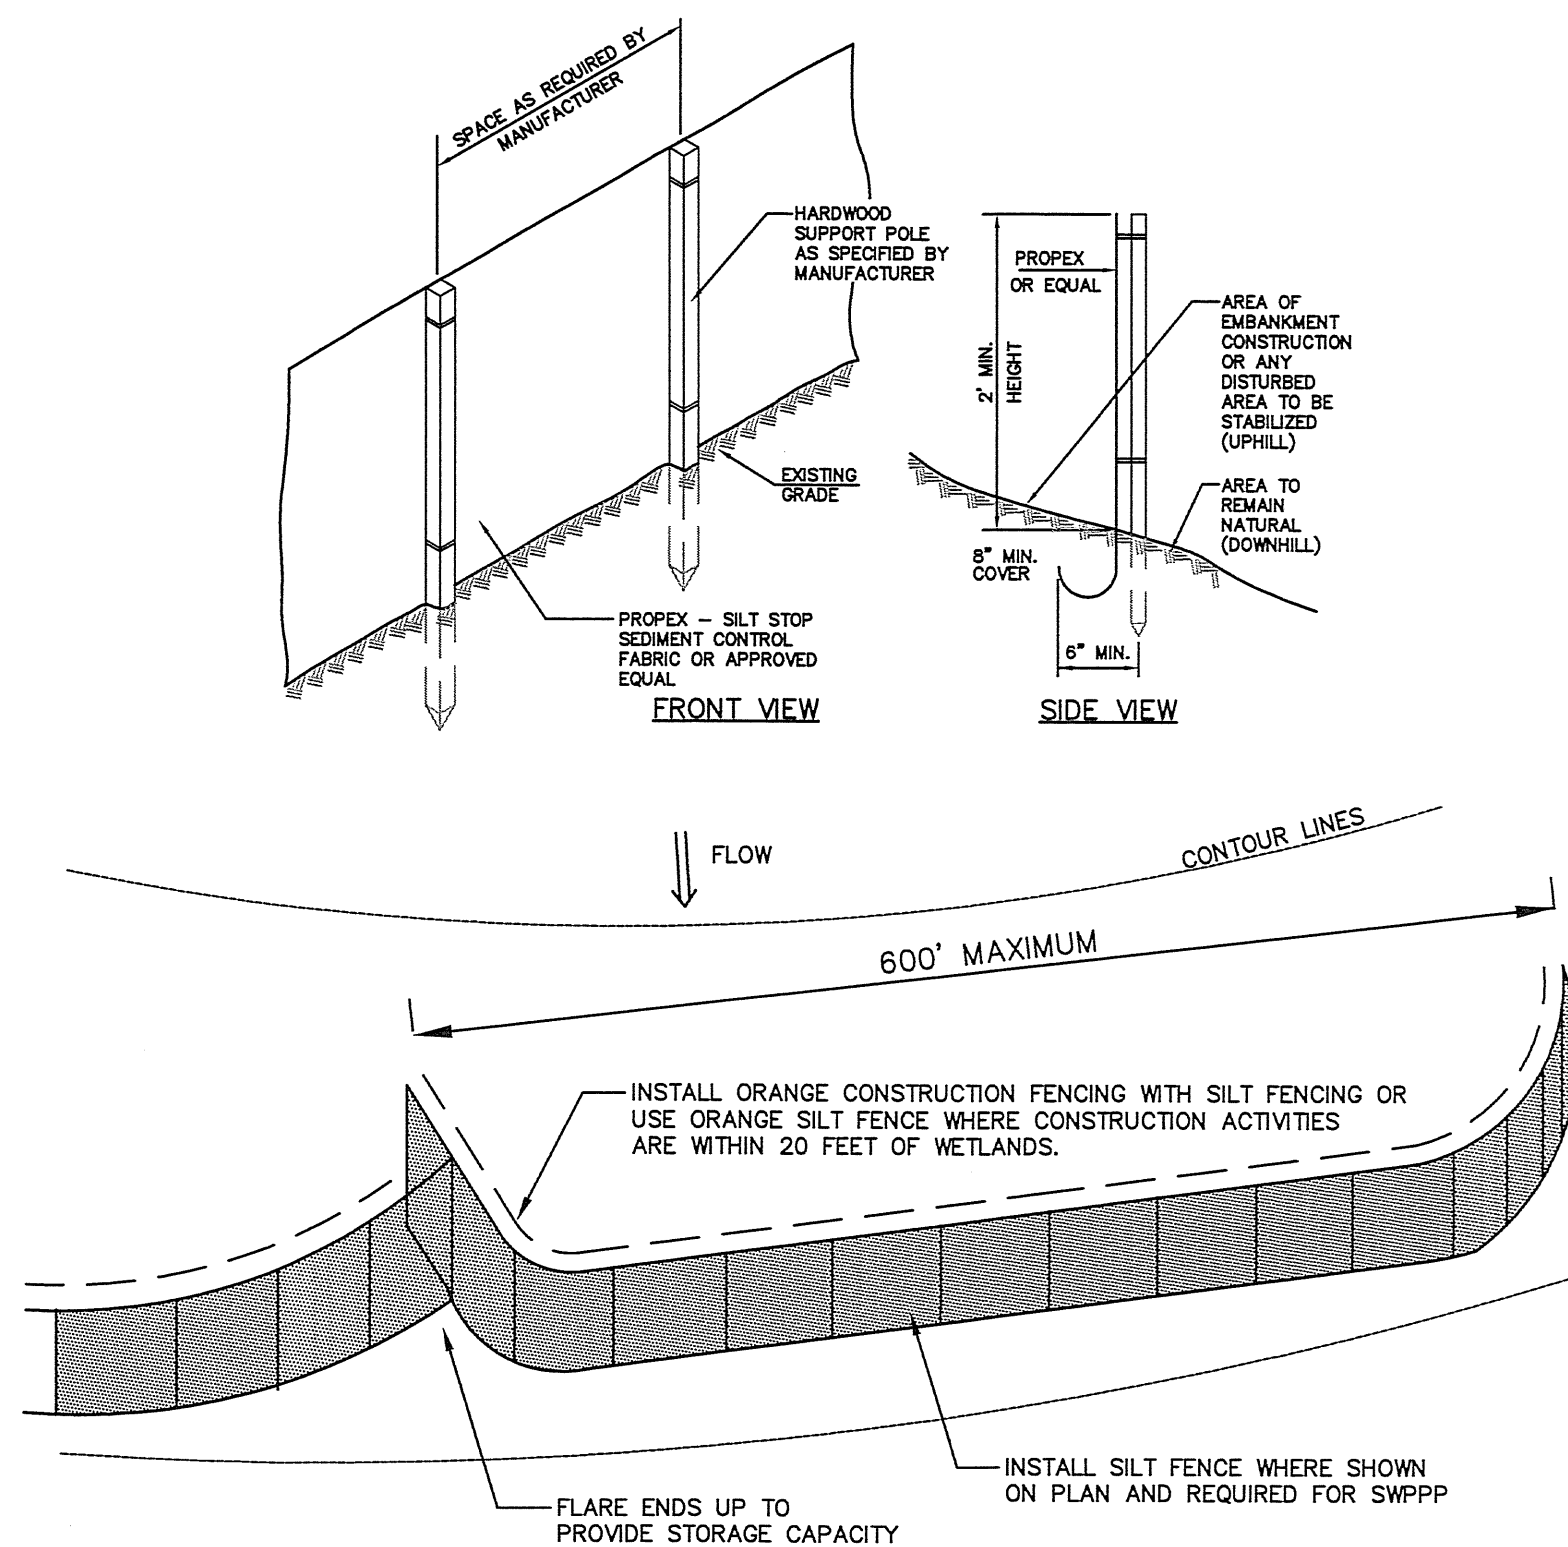 SPACE AS REQUIRED BY
MANUFACTURER
HARDWOOD
SUPPORT POLE
AS SPECIFIED BY
MANUFACTURER
EXISTING
GRADE
PROPEX – SILT STOP
SEDIMENT CONTROL
FABRIC OR APPROVED
EQUAL
FRONT VIEW
PROPEX
OR EQUAL
2' MIN.
HEIGHT
AREA OF
EMBANKMENT
CONSTRUCTION
OR ANY
DISTURBED
AREA TO BE
STABILIZED
(UPHILL)
AREA TO
REMAIN
NATURAL
(DOWNHILL)
8" MIN.
COVER
6" MIN.
SIDE VIEW
FLOW
CONTOUR LINES
600' MAXIMUM
INSTALL ORANGE CONSTRUCTION FENCING WITH SILT FENCING OR
USE ORANGE SILT FENCE WHERE CONSTRUCTION ACTIVITIES
ARE WITHIN 20 FEET OF WETLANDS.
INSTALL SILT FENCE WHERE SHOWN
ON PLAN AND REQUIRED FOR SWPPP
FLARE ENDS UP TO
PROVIDE STORAGE CAPACITY